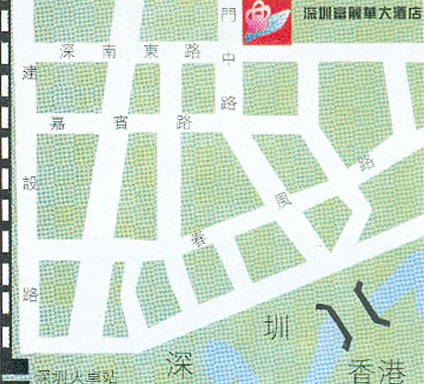 門中路
深圳富麗華大酒店
深南東路
建設路
嘉賓路
春風路
深圳
香港
深圳火車站